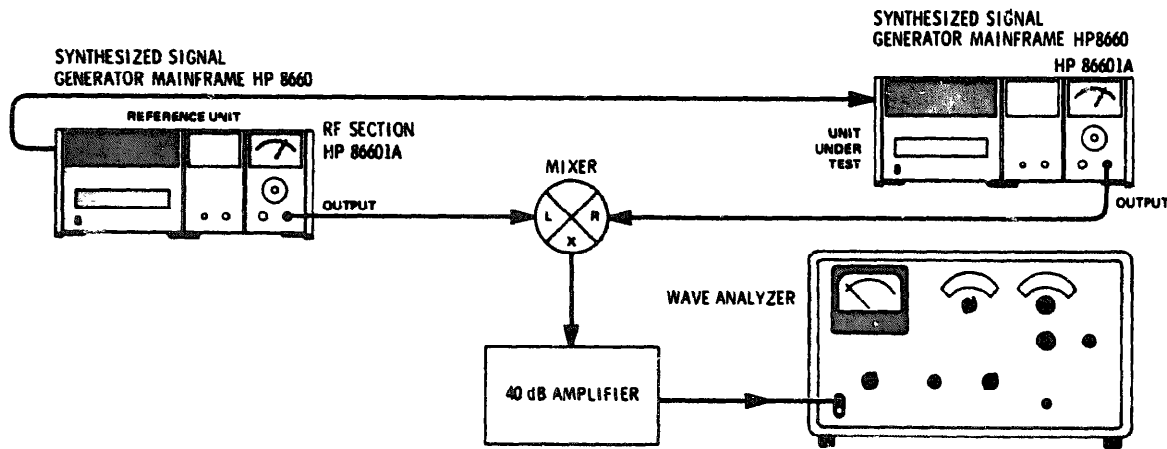 SYNTHESIZED SIGNAL
GENERATOR MAINFRAME HP 8660
REFERENCE UNIT
RF SECTION
HP 86601A
OUTPUT
MIXER
L
R
X
SYNTHESIZED SIGNAL
GENERATOR MAINFRAME HP8660
HP 86601A
UNIT
UNDER
TEST
OUTPUT
WAVE ANALYZER
40 dB AMPLIFIER